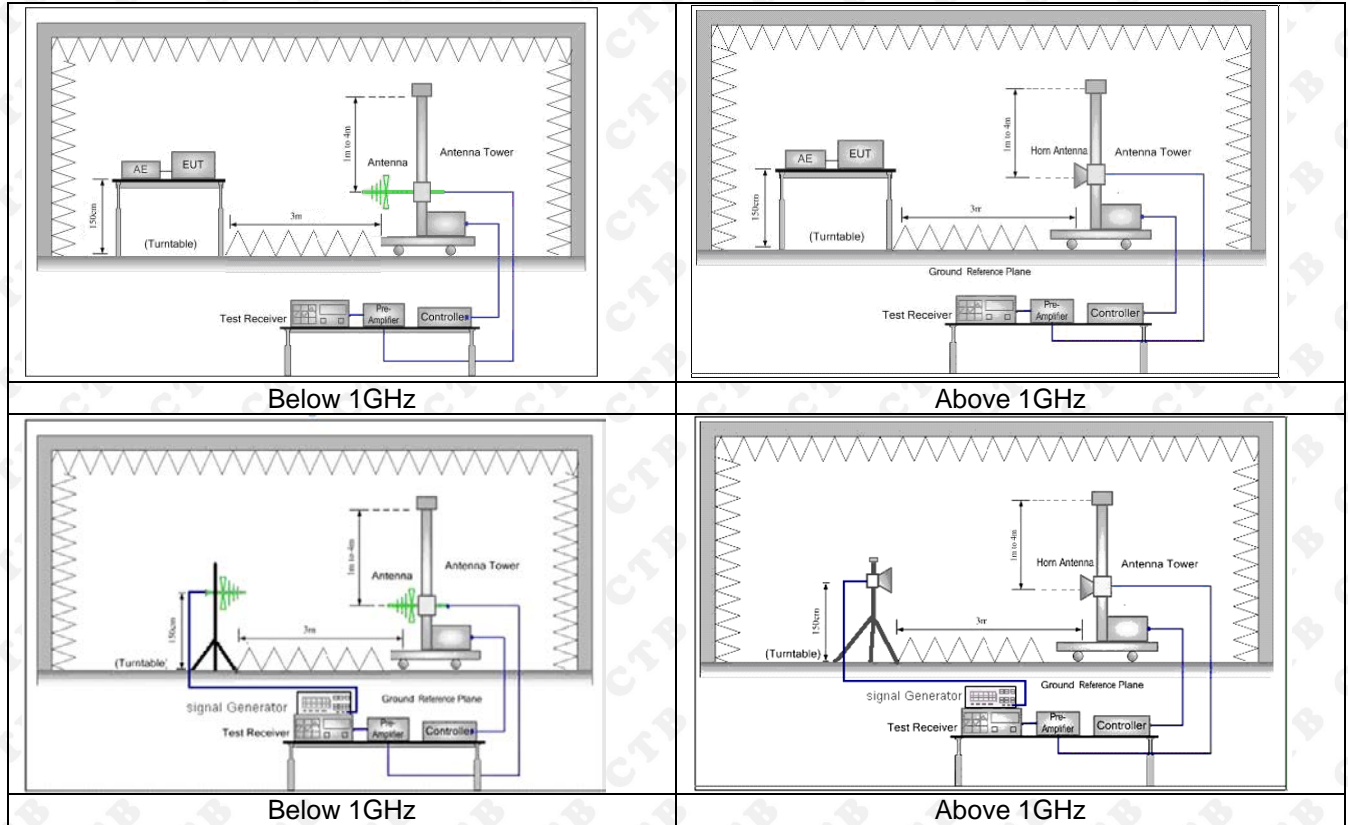 1m to 4m
Antenna
Antenna Tower
AE
EUT
150cm
3m
(Turntable)
Test Receiver
Pre-
Amplifier
Controller
Below 1GHz
1m to 4m
Horn Antenna
Antenna Tower
AE
EUT
150cm
3m
(Turntable)
Ground Reference Plane
Test Receiver
Pre-
Amplifier
Controller
Above 1GHz
1m to 4m
Antenna
Antenna Tower
150cm
3m
(Turntable)
Ground Reference Plane
signal Generator
Test Receiver
Pre-
Amplifier
Controller
Below 1GHz
1m to 4m
Horn Antenna
Antenna Tower
150cm
3m
(Turntable)
Ground Reference Plane
signal Generator
Test Receiver
Pre-
Amplifier
Controller
Above 1GHz
CTB